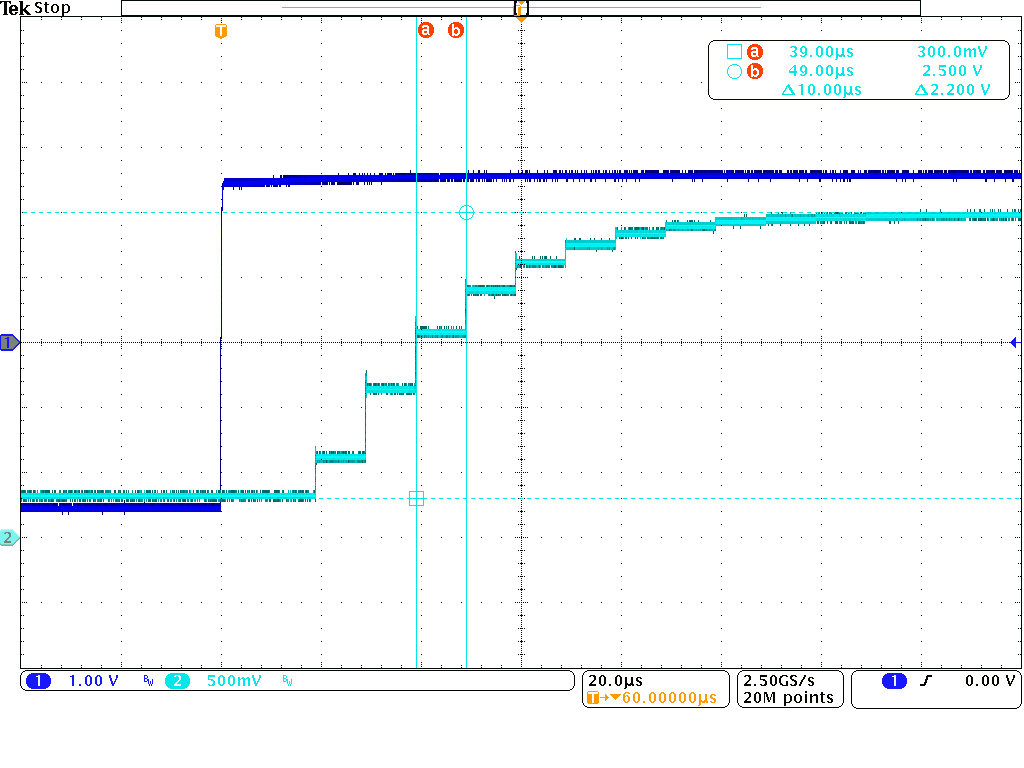 Tek Stop
T
a b
a 39.00µs 300.0mV
b 49.00µs 2.500 V
Δ10.00µs Δ2.200 V
1
2
1 1.00 V BW 2 500mV BW
20.0µs
T→▼60.00000µs
2.50GS/s
20M points
1 0.00 V